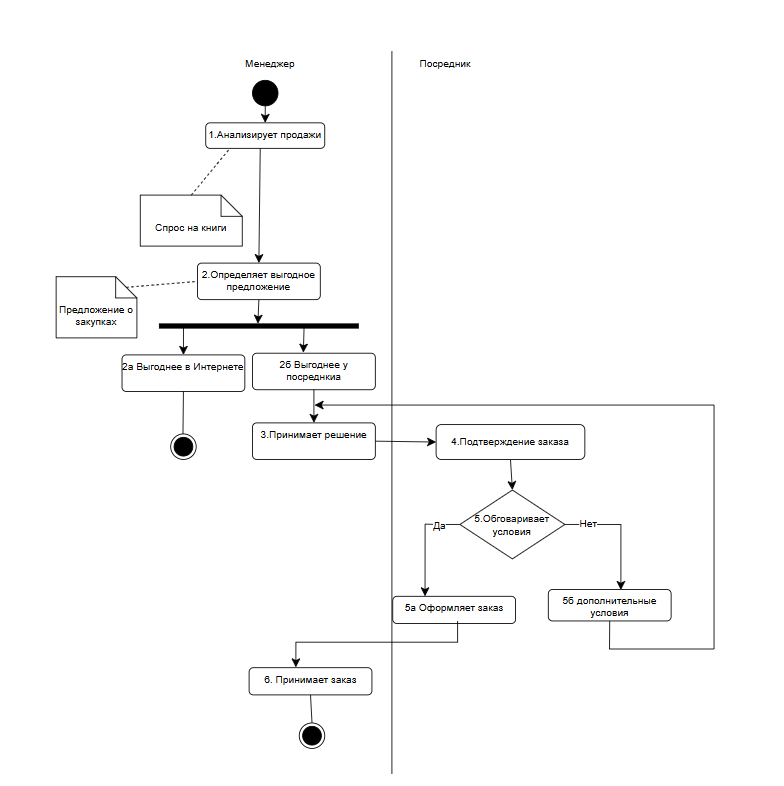 Менеджер
Посредник
1.Анализирует продажи
Спрос на книги
2.Определяет выгодное
предложение
Предложение о
закупках
2а Выгоднее в Интернете
2б Выгоднее у
посреднкиа
3.Принимает решение
4.Подтверждение заказа
5.Обговаривает
условия
Да
Нет
5а Оформляет заказ
5б дополнительные
условия
6. Принимает заказ